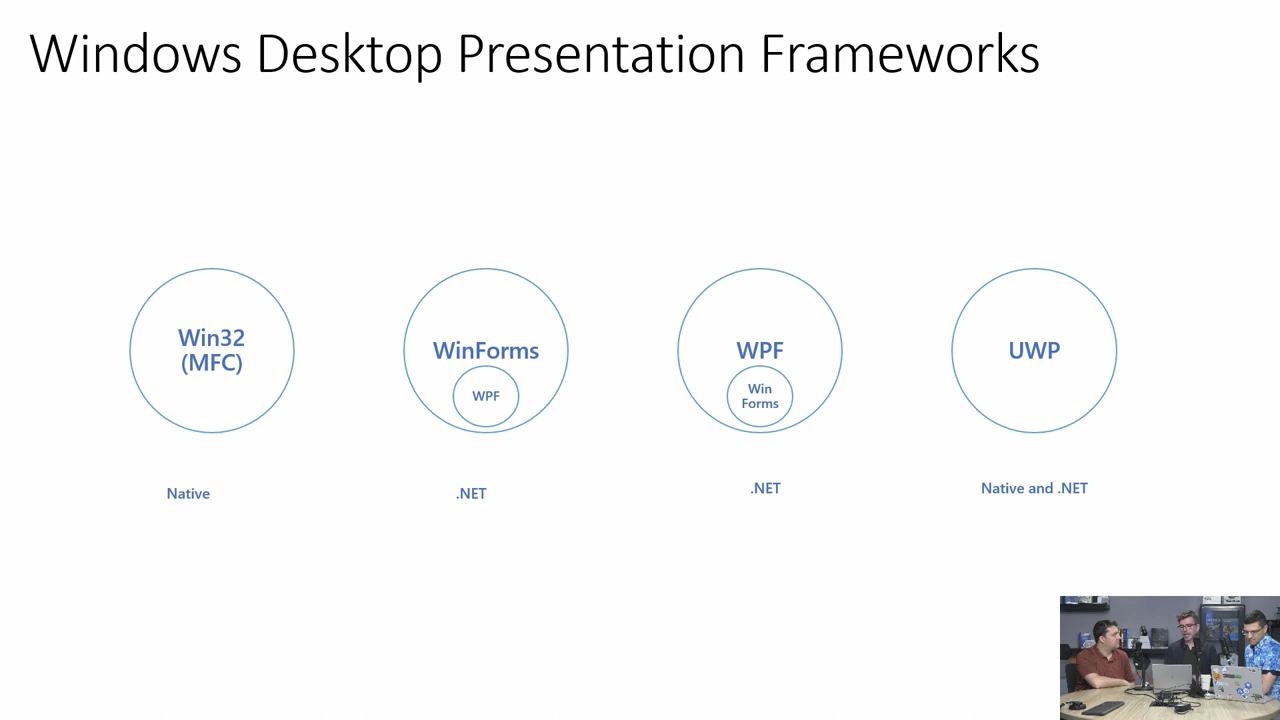 Windows Desktop Presentation Frameworks
Win32
(MFC)
WinForms
WPF
WPF
Win
Forms
UWP
Native
.NET
.NET
Native and .NET